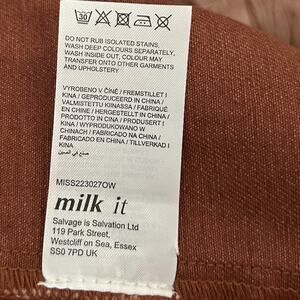 30
DO NOT RUB ISOLATED STAINS.
WASH DEEP COLOURS SEPARATELY,
WASH INSIDE OUT, COLOUR MAY
TRANSFER ONTO OTHER GARMENTS
AND UPHOLSTERY
VYROBENO V ČÍNĚ / FREMSTILLET I
KINA / GEPRODUCEERD IN CHINA /
VALMISTETTU KIINASSA / FABRIQUÉ
EN CHINE / HERGESTELLT IN CHINA /
PRODOTTO IN CINA / PRODUSERT I
KINA / WYPRODUKOWANO W
CHINACH / FABRICADO NA CHINA /
FABRICADO EN CHINA / TILLVERKAD I
KINA /
صنع في الصين
MISS223027OW
milk it
Salvage is Salvation Ltd
119 Park Street,
Westcliff on Sea, Essex
SS0 7PD UK